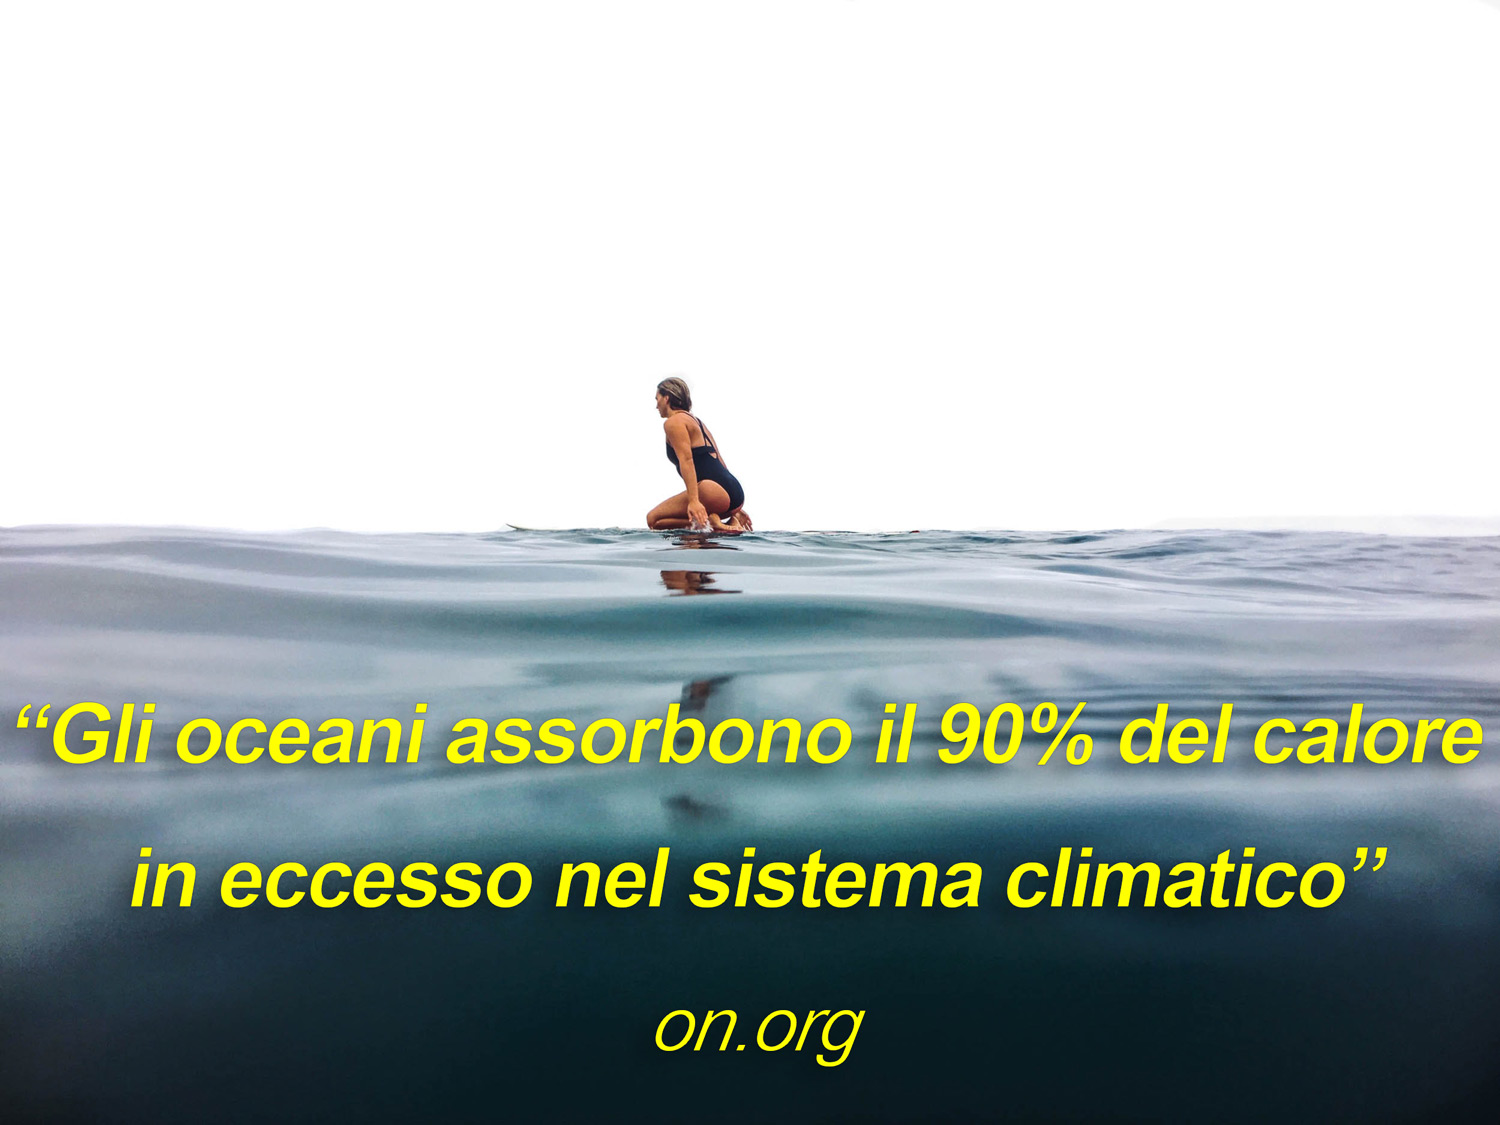 “Gli oceani assorbono il 90% del calore
in eccesso nel sistema climatico”
on.org